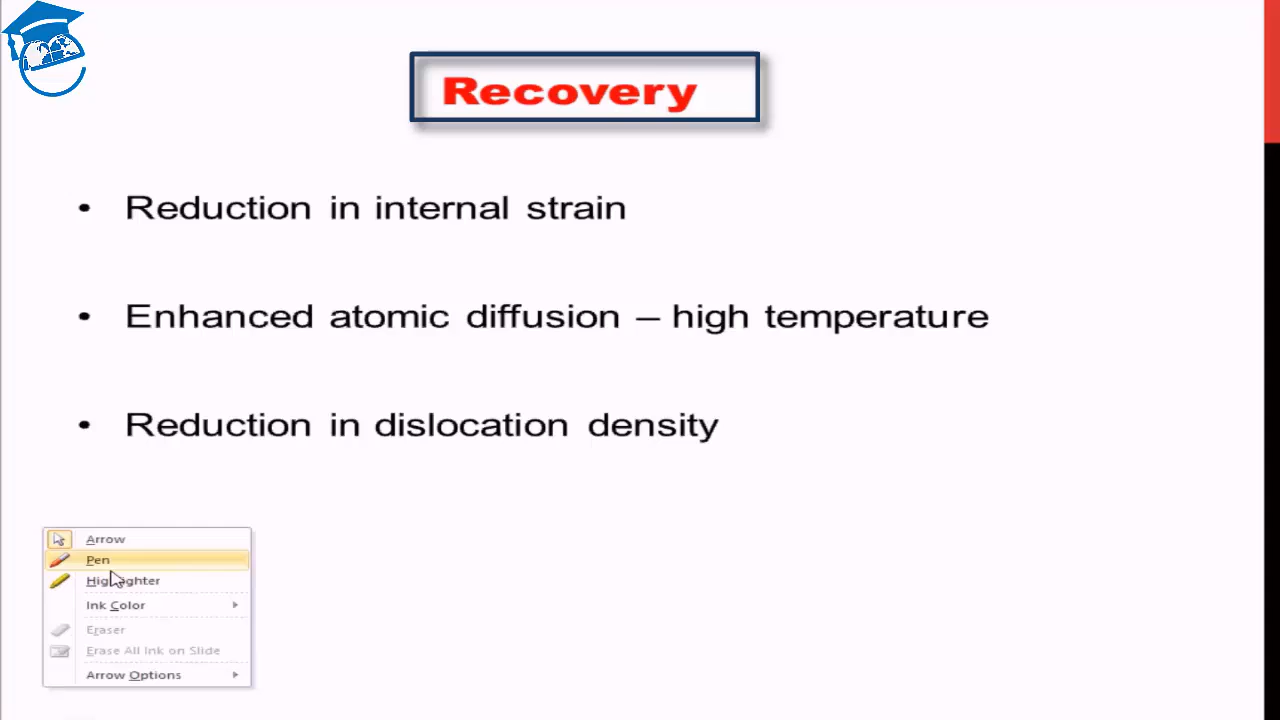 Recovery
• Reduction in internal strain
• Enhanced atomic diffusion – high temperature
• Reduction in dislocation density
Arrow
Pen
Highlighter
Ink Color
Eraser
Erase All Ink on Slide
Arrow Options